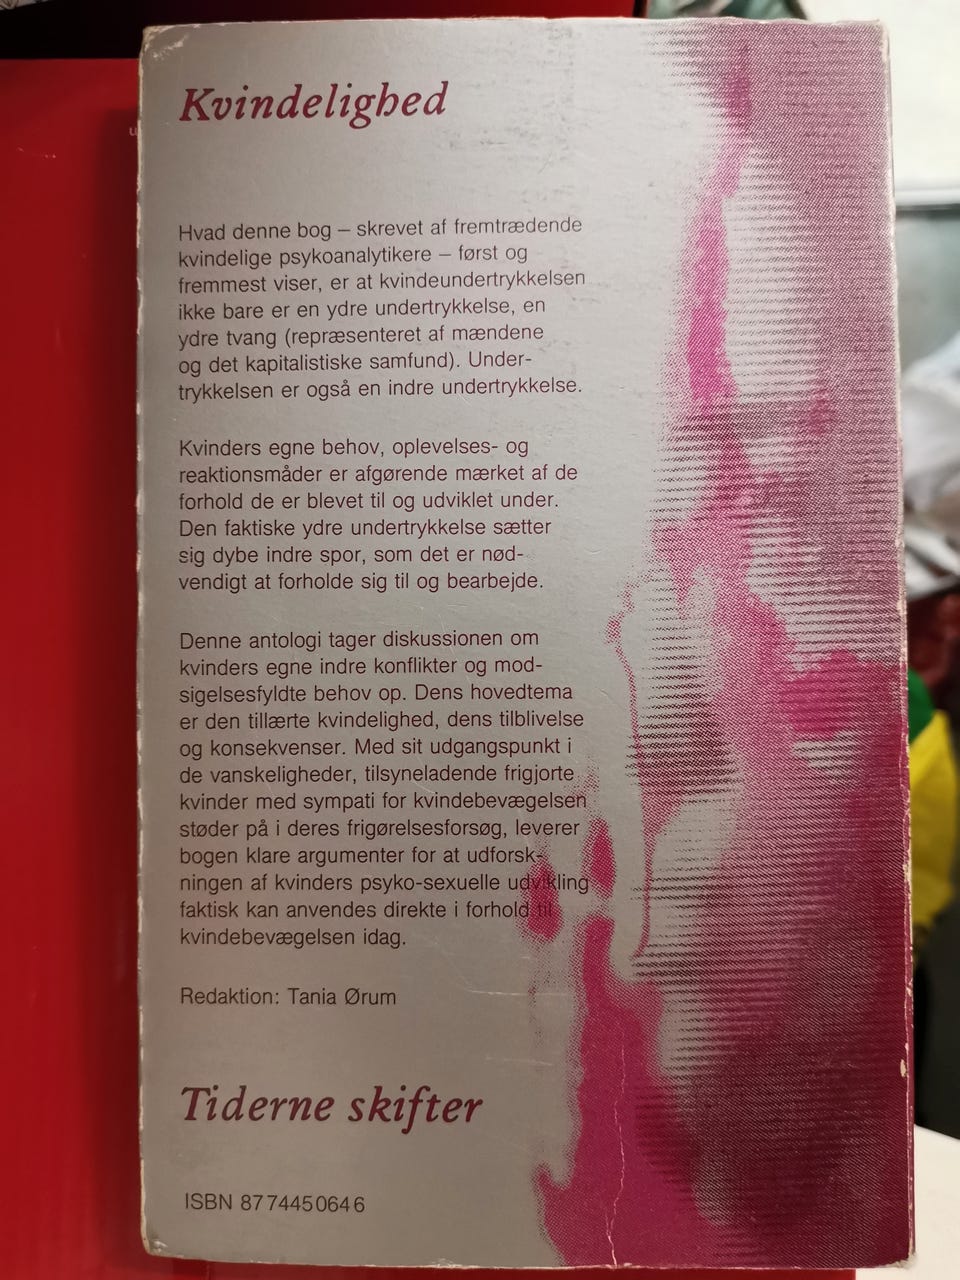 Kvindelighed
Hvad denne bog – skrevet af fremtrædende
kvindelige psykoanalytikere – først og
fremmest viser, er at kvindeundertrykkelsen
ikke bare er en ydre undertrykkelse, en
ydre tvang (repræsenteret af mændene
og det kapitalistiske samfund). Under-
trykkelsen er også en indre undertrykkelse.
Kvinders egne behov, oplevelses- og
reaktionsmåder er afgørende mærket af de
forhold de er blevet til og udviklet under.
Den faktiske ydre undertrykkelse sætter
sig dybe indre spor, som det er nød-
vendigt at forholde sig til og bearbejde.
Denne antologi tager diskussionen om
kvinders egne indre konflikter og mod-
sigelsesfyldte behov op. Dens hovedtema
er den tillærte kvindelighed, dens tilblivelse
og konsekvenser. Med sit udgangspunkt i
de vanskeligheder, tilsyneladende frigjorte
kvinder med sympati for kvindebevægelsen
støder på i deres frigørelsesforsøg, leverer
bogen klare argumenter for at udforsk-
ningen af kvinders psyko-sexuelle udvikling
faktisk kan anvendes direkte i forhold til
kvindebevægelsen idag.
Redaktion: Tania Ørum
Tiderne skifter
ISBN 8774450646